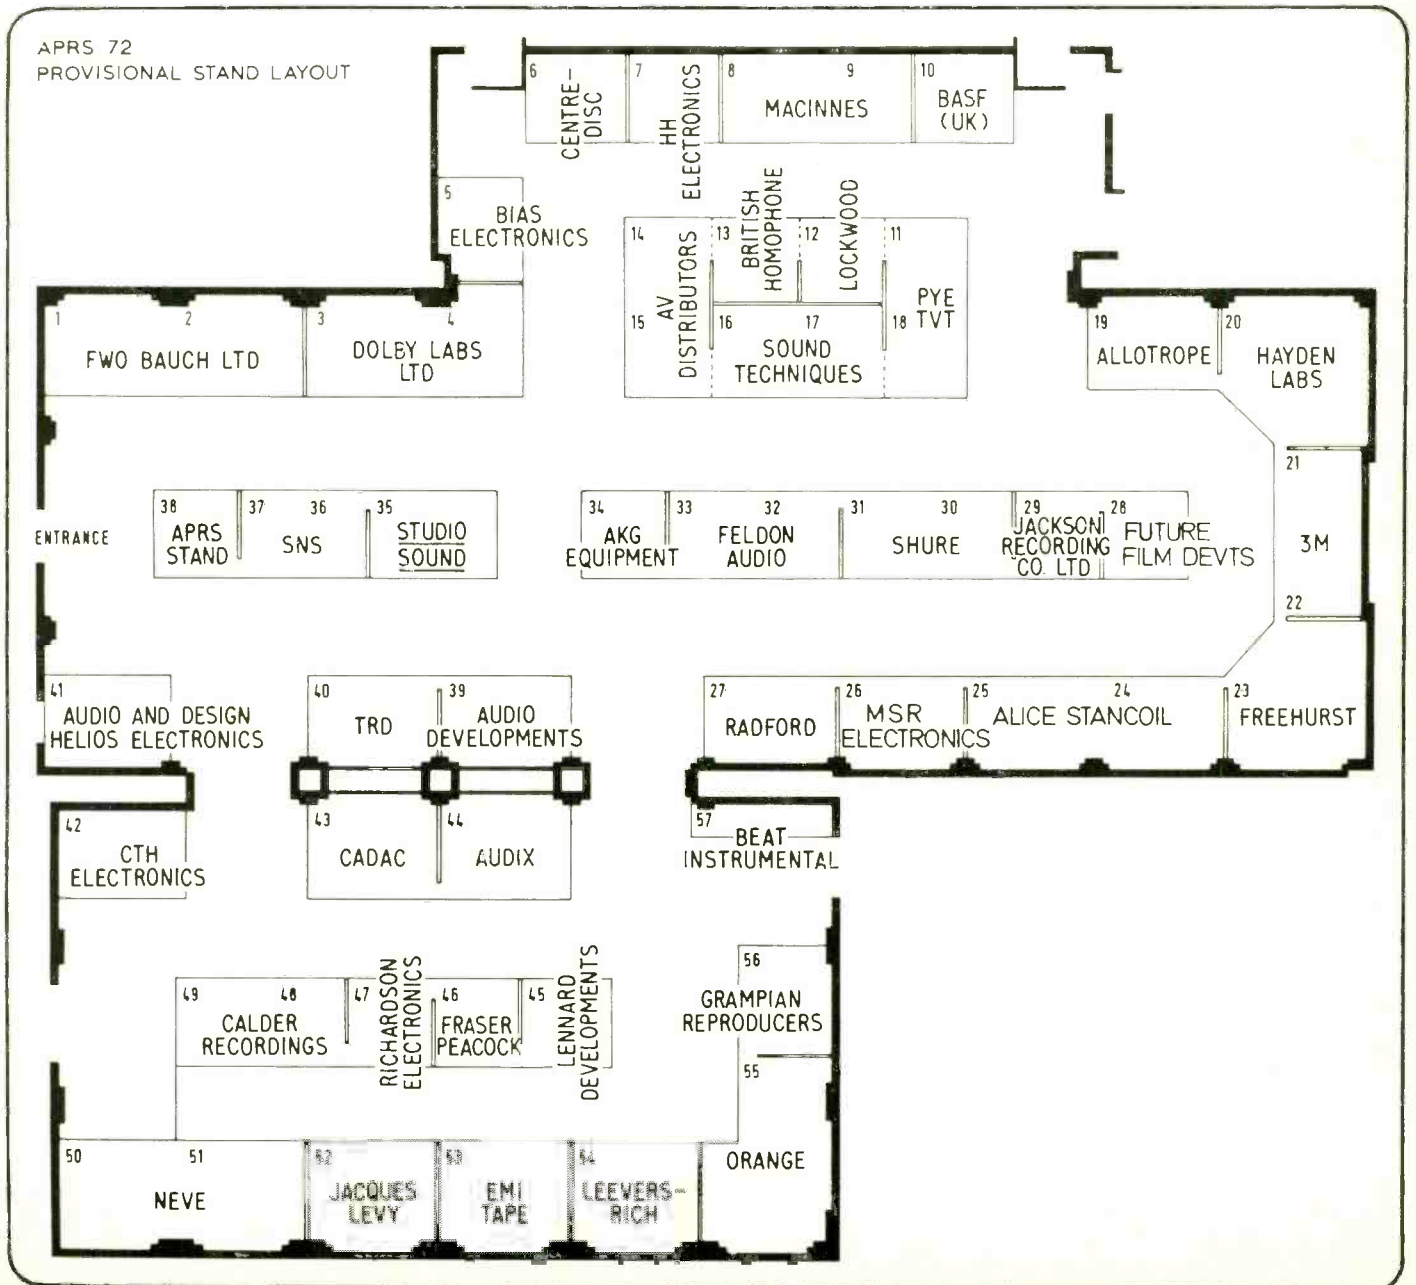 APRS 72
PROVISIONAL STAND LAYOUT
6
CENTRE-
DISC
7
HH
ELECTRONICS
8
9
MACINNES
10
BASF
(UK)
5
BIAS
ELECTRONICS
14
15
AV
DISTRIBUTORS
13
BRITISH
HOMOPHONE
12
LOCKWOOD
11
18
PYE
TVT
16
17
SOUND
TECHNIQUES
1
2
FWO BAUCH LTD
3
4
DOLBY LABS
LTD
19
ALLOTROPE
20
HAYDEN
LABS
21
3M
22
ENTRANCE
38
APRS
STAND
37
36
SNS
35
STUDIO
SOUND
34
AKG
EQUIPMENT
33
32
FELDON
AUDIO
31
30
SHURE
29
JACKSON
RECORDING
CO. LTD
28
FUTURE
FILM DEVTS
41
AUDIO AND DESIGN
HELIOS ELECTRONICS
40
TRD
39
AUDIO
DEVELOPMENTS
27
RADFORD
26
MSR
ELECTRONICS
25
24
ALICE STANCOIL
23
FREEHURST
42
CTH
ELECTRONICS
43
CADAC
44
AUDIX
57
BEAT
INSTRUMENTAL
49
48
CALDER
RECORDINGS
47
RICHARDSON
ELECTRONICS
46
FRASER
PEACOCK
45
LENNARD
DEVELOPMENTS
56
GRAMPIAN
REPRODUCERS
55
ORANGE
50
51
NEVE
52
JACQUES
LEVY
53
EMI
TAPE
54
LEEVERS-
RICH